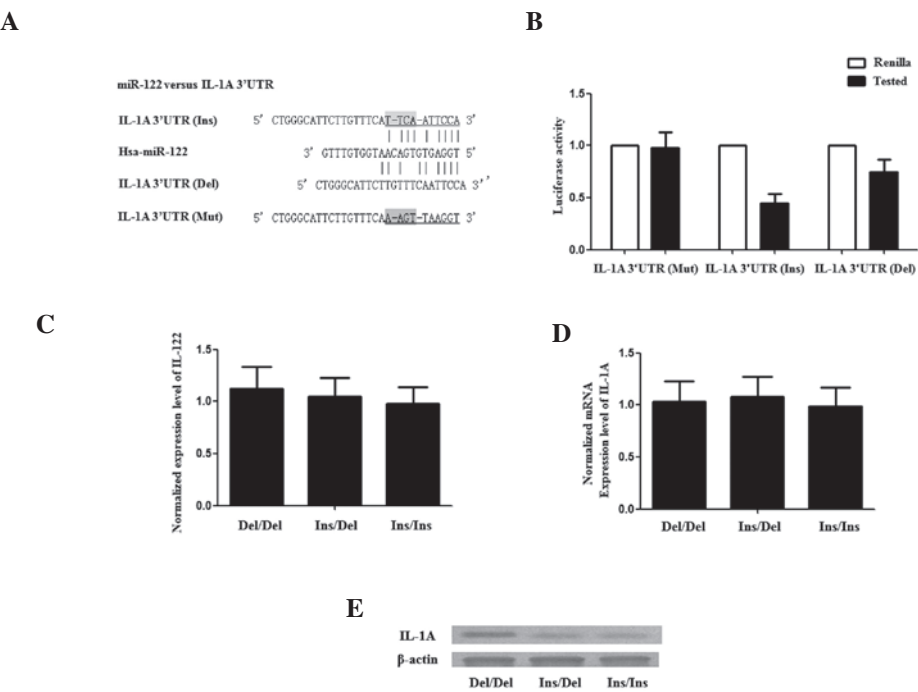 A
miR-122 versus IL-1A 3'UTR
IL-1A 3'UTR (Ins) 5' CTGGGCATTCTTGTTTCAT-TCA-ATTCCA 3'
Hsa-miR-122 3' GTTTGTGGTAACAGTGTGAGGT 5'
IL-1A 3'UTR (Del) 5' CTGGGCATTCTTGTTTCAATTCCA 3''
IL-1A 3'UTR (Mut) 5' CTGGGCATTCTTGTTTCAA-AGT-TAAGGT 3'
B
Renilla
Tested
Luciferase activity
1.5
1.0
0.5
0.0
IL-1A 3'UTR (Mut) IL-1A 3'UTR (Ins) IL-1A 3'UTR (Del)
C
Normalized expression level of IL-122
1.5
1.0
0.5
0.0
Del/Del Ins/Del Ins/Ins
D
Normalized mRNA
Expression level of IL-1A
1.5
1.0
0.5
0.0
Del/Del Ins/Del Ins/Ins
E
IL-1A
β-actin
Del/Del Ins/Del Ins/Ins